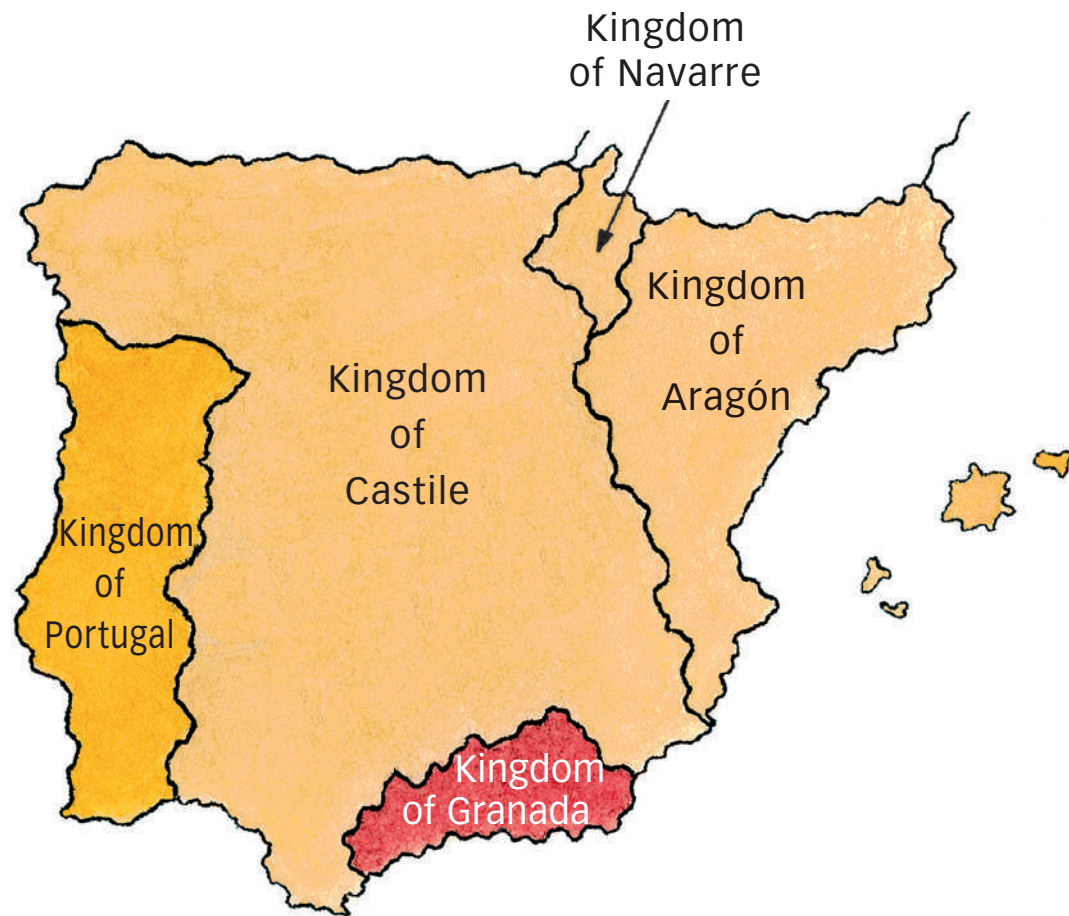 Kingdom
of Navarre
Kingdom
of
Aragón
Kingdom
of
Castile
Kingdom
of
Portugal
Kingdom
of Granada